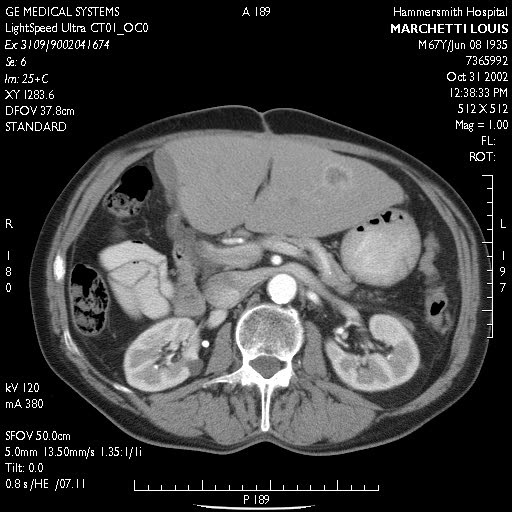 GE MEDICAL SYSTEMS
LightSpeed Ultra CT01_OC0
Ex: 3109/9002041674
Se: 6
Im: 25+C
XY 1283.6
DFOV 37.8cm
STANDARD
A 189
Hammersmith Hospital
MARCHETTI LOUIS
M67Y/Jun 08 1935
7365992
Oct 31 2002
12:38:33 PM
512 X 512
Mag = 1.00
FL:
ROT:
R
1
8
0
L
1
9
7
kV 120
mA 380
SFOV 50.0cm
5.0mm 13.50mm/s 1.35:1/1i
Tilt: 0.0
0.8 s/HE /07.11
P 189